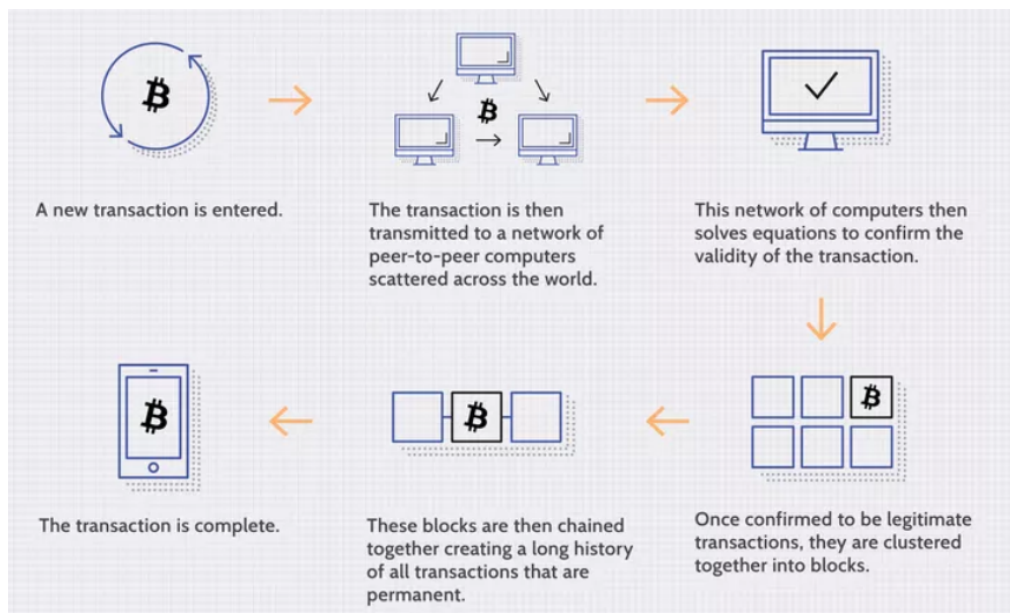 A new transaction is entered.
The transaction is then
transmitted to a network of
peer-to-peer computers
scattered across the world.
This network of computers then
solves equations to confirm the
validity of the transaction.
Once confirmed to be legitimate
transactions, they are clustered
together into blocks.
These blocks are then chained
together creating a long history
of all transactions that are
permanent.
The transaction is complete.